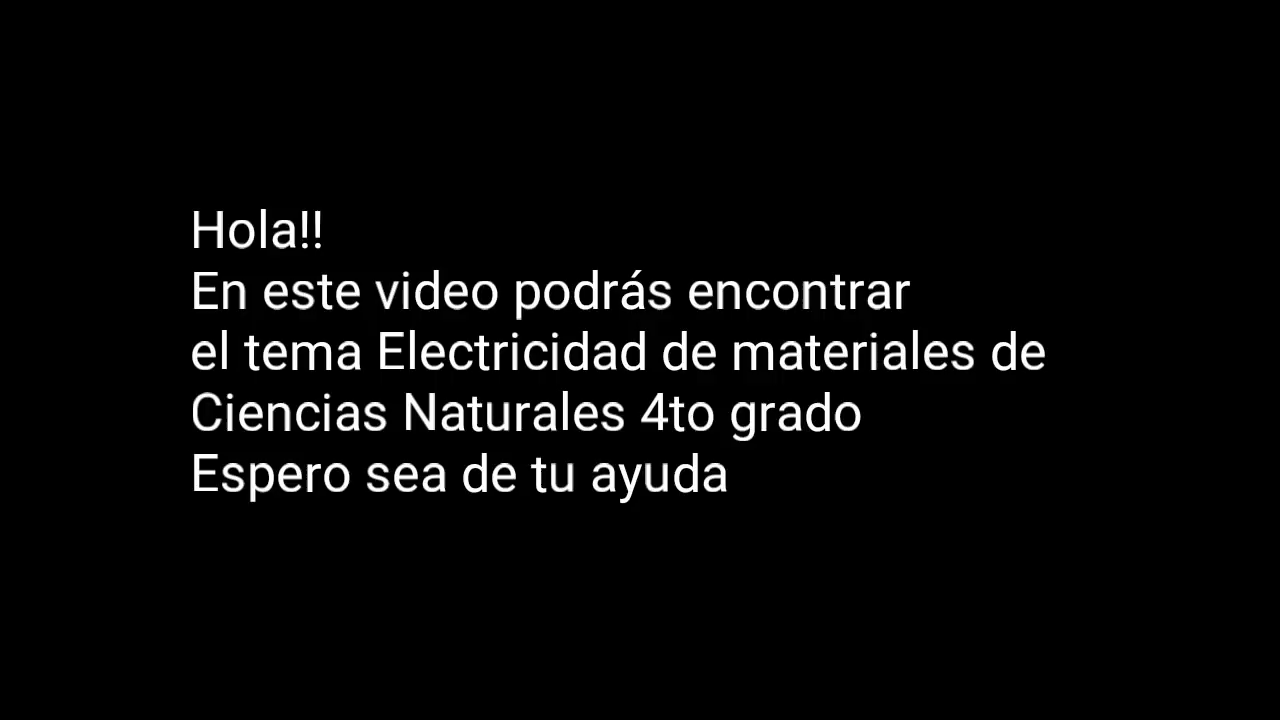 Hola!!
En este video podrás encontrar
el tema Electricidad de materiales de
Ciencias Naturales 4to grado
Espero sea de tu ayuda